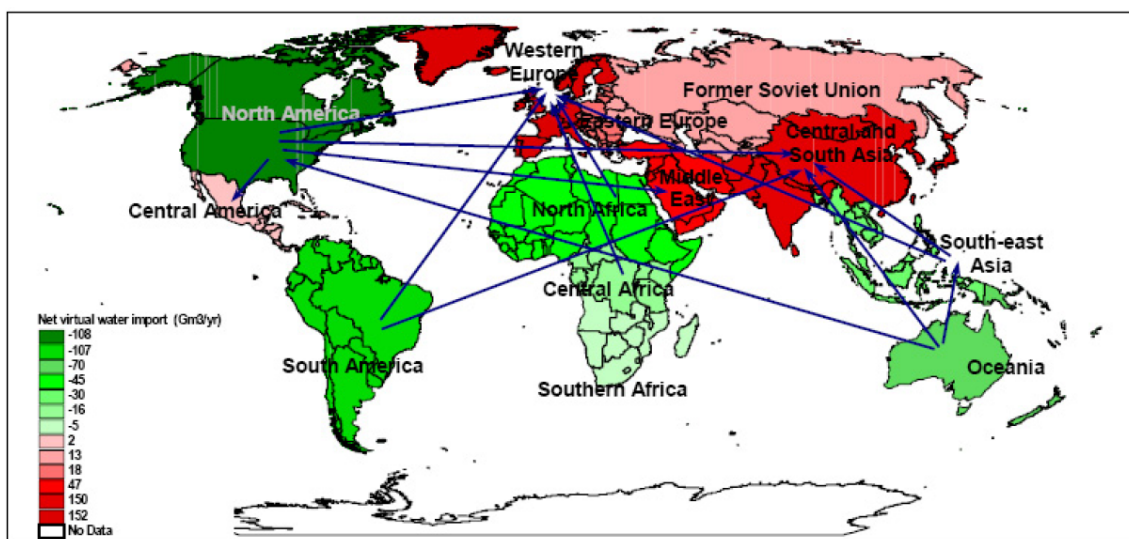 Western
Europe
North America
Former Soviet Union
Eastern Europe
Central and
South Asia
Middle
East
Central America
North Africa
South-east
Asia
Central Africa
South America
Southern Africa
Oceania
Net virtual water import (Gm3/yr)
-108
-107
-70
-45
-30
-16
-5
2
13
18
47
150
152
No Data